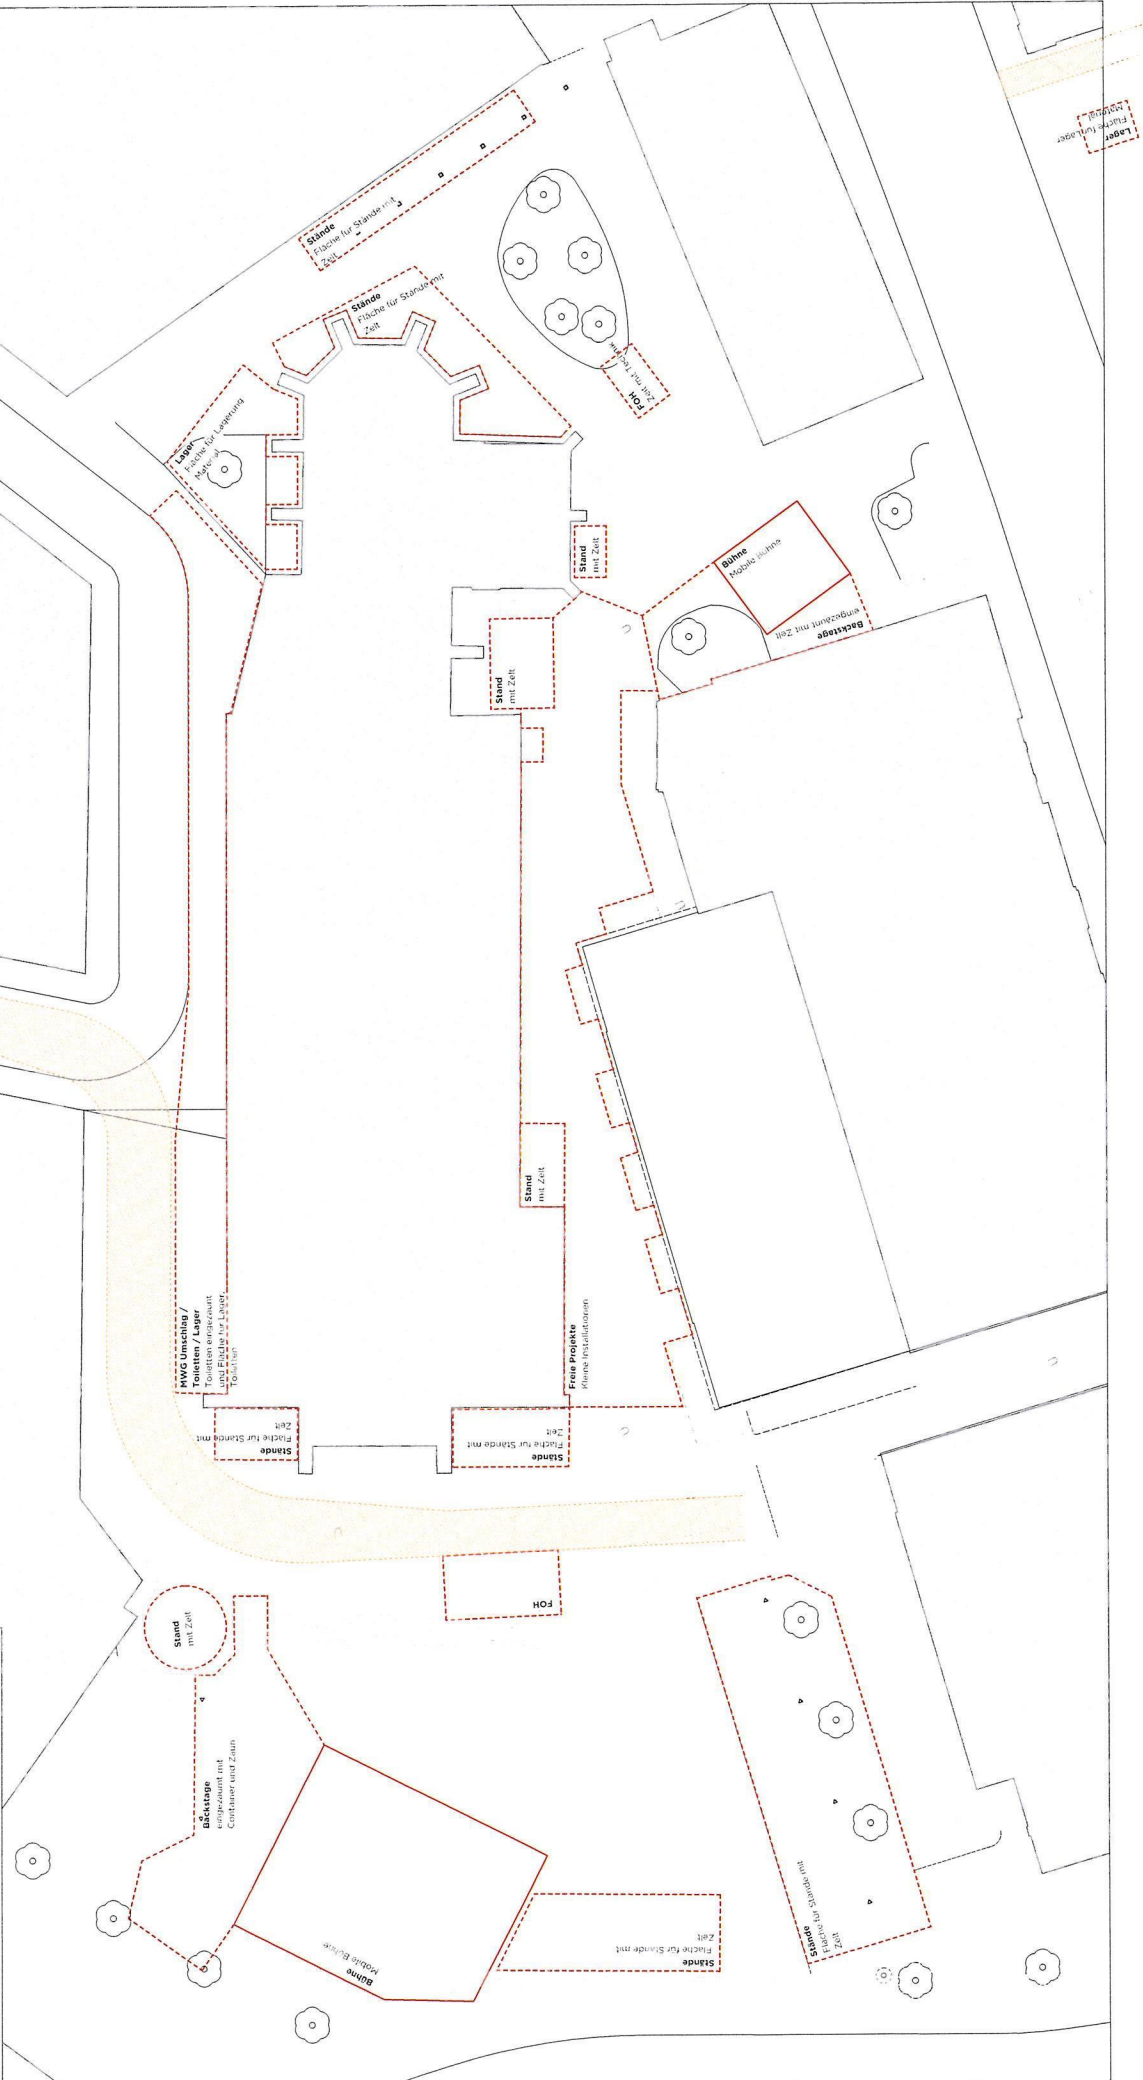 Lager
Fläche für Lager
Material
Stände
Fläche für Stände mit
Zelt
Stände
Fläche für Stände mit
Zelt
FOH
Zelt mit Technik
Lager
Fläche für Lagerung
Material
Stand
mit Zelt
Bühne
Mobile Bühne
Backstage
eingezäunt mit Zelt
Stand
mit Zelt
Stand
mit Zelt
MWG Umschlag /
Toiletten / Lager
Toiletten eingezäunt
und Fläche für Lager,
Toiletten
Freie Projekte
Kleine Installationen
Stände
Fläche für Stände mit
Zelt
Stände
Fläche für Stände mit
Zelt
FOH
Stand
mit Zelt
Backstage
eingezäunt mit
Container und Zaun
Bühne
Mobile Bühne
Stände
Fläche für Stände mit
Zelt
Stände
Fläche für Stände mit
Zelt